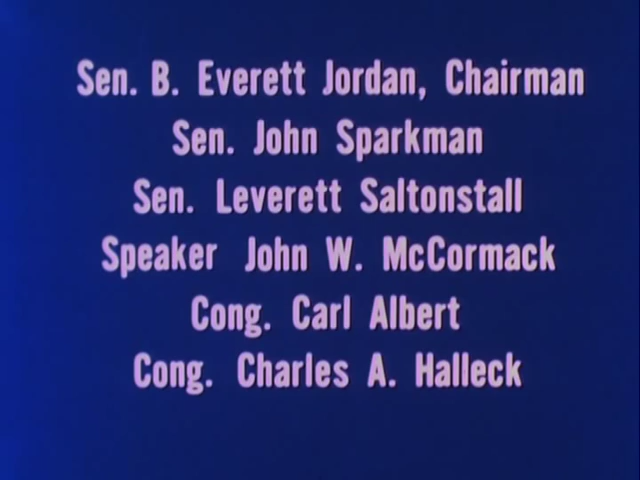 Sen. B. Everett Jordan, Chairman
Sen. John Sparkman
Sen. Leverett Saltonstall
Speaker John W. McCormack
Cong. Carl Albert
Cong. Charles A. Halleck